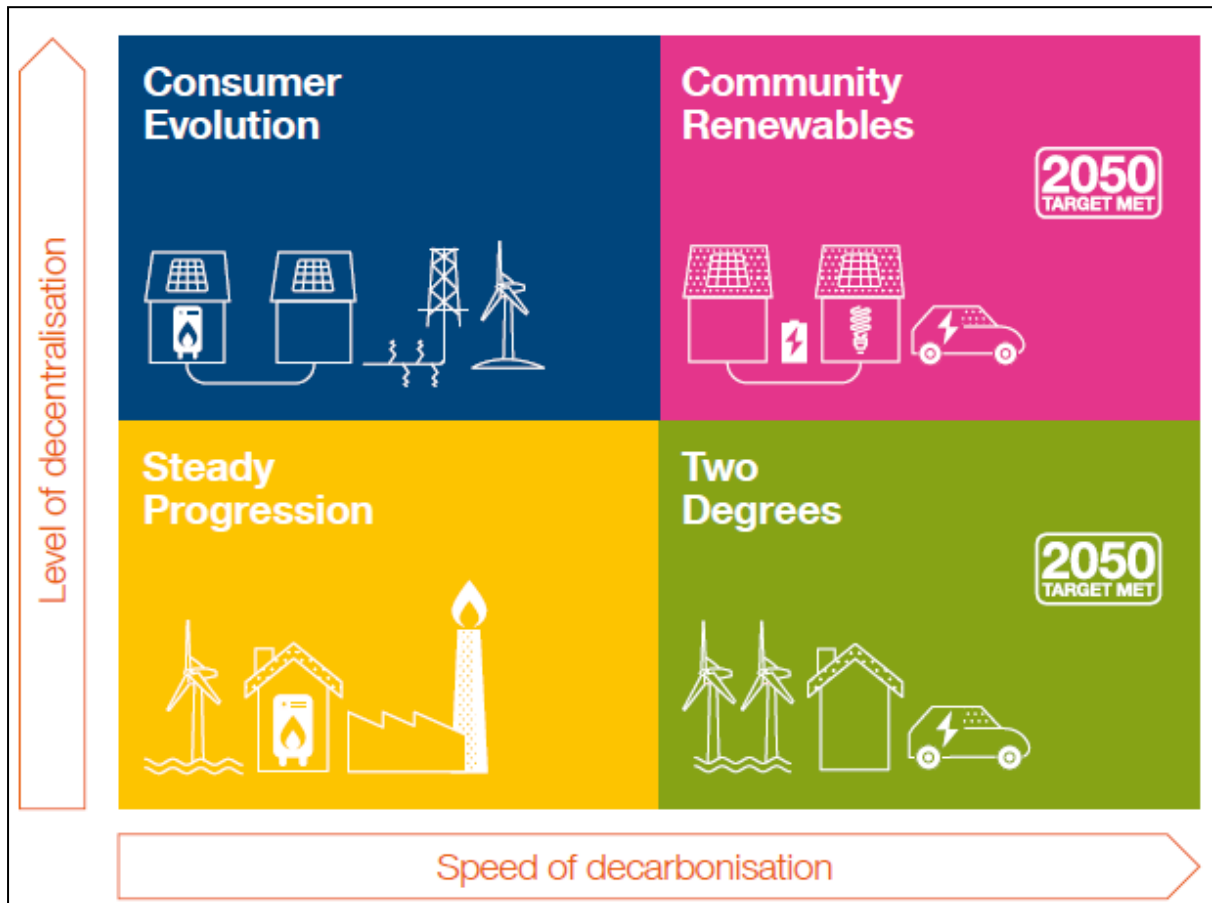 Level of decentralisation
Consumer
Evolution
Community
Renewables
2050
TARGET MET
Steady
Progression
Two
Degrees
2050
TARGET MET
Speed of decarbonisation